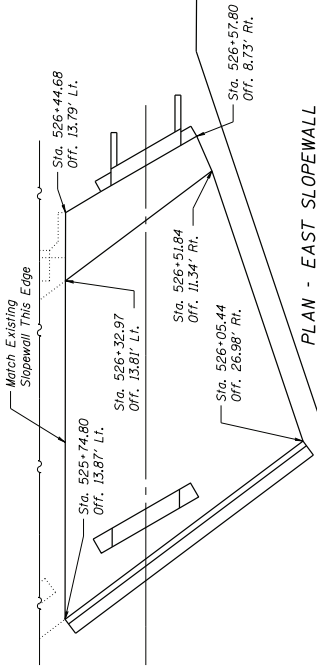 Match Existing
Slopewall This Edge
Sta. 526+44.68
Off. 13.79' Lt.
Sta. 525+74.80
Off. 13.87' Lt.
Sta. 526+32.97
Off. 13.81' Lt.
Sta. 526+57.80
Off. 8.73' Rt.
Sta. 526+51.84
Off. 11.34' Rt.
Sta. 526+05.44
Off. 26.98' Rt.
PLAN - EAST SLOPEWALL